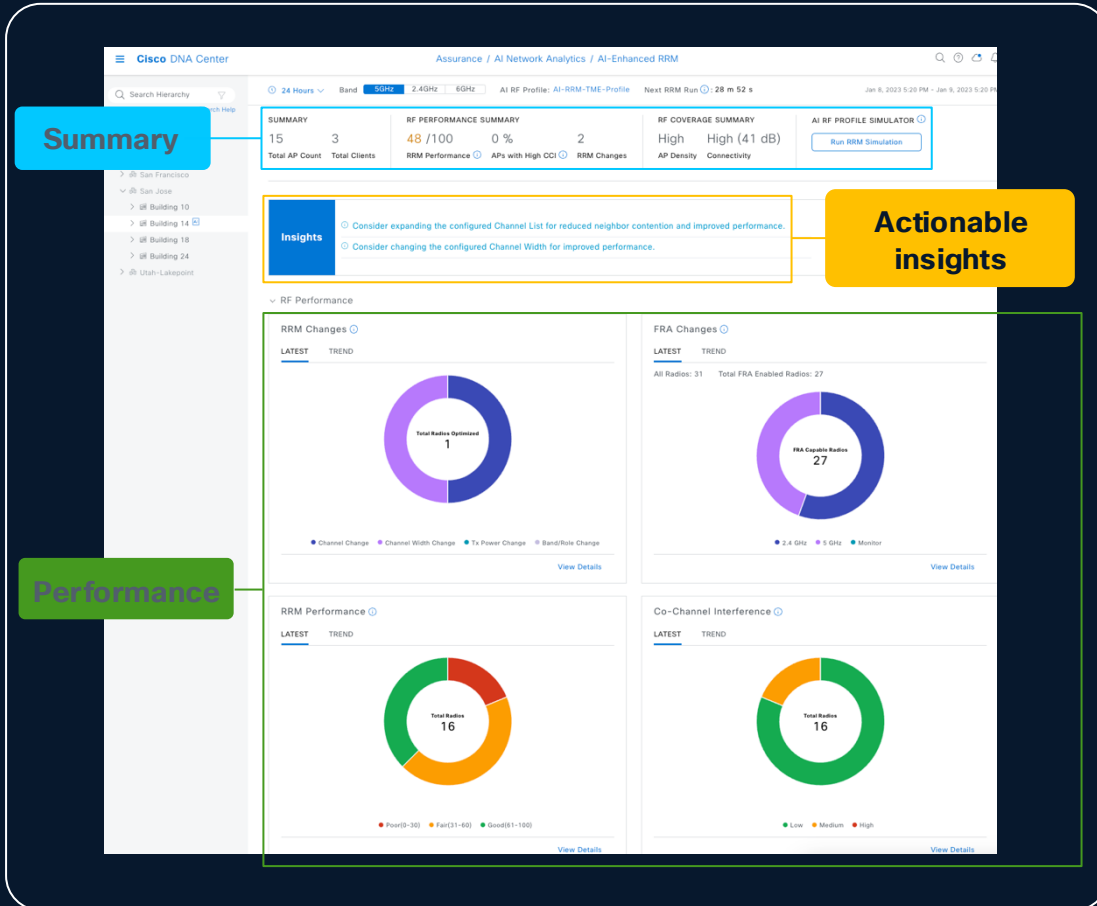 Cisco DNA Center
Assurance / AI Network Analytics / AI-Enhanced RRM
Search Hierarchy
rch Help
24 Hours
Band
5GHz
2.4GHz
6GHz
AI RF Profile: AI-RRM-TME-Profile
Next RRM Run : 28 m 52 s
Jan 8, 2023 5:20 PM - Jan 9, 2023 5:20 PM
Summary
SUMMARY
15
3
Total AP Count
Total Clients
RF PERFORMANCE SUMMARY
48 /100
0 %
2
RRM Performance
APs with High CCI
RRM Changes
RF COVERAGE SUMMARY
High
High (41 dB)
AP Density
Connectivity
AI RF PROFILE SIMULATOR
Run RRM Simulation
San Francisco
San Jose
Building 10
Building 14
Building 18
Building 24
Utah-Lakepoint
Insights
Consider expanding the configured Channel List for reduced neighbor contention and improved performance.
Consider changing the configured Channel Width for improved performance.
Actionable
insights
RF Performance
Performance
RRM Changes
LATEST
TREND
Total Radios Optimized
1
Channel Change
Channel Width Change
Tx Power Change
Band/Role Change
View Details
FRA Changes
LATEST
TREND
All Radios: 31
Total FRA Enabled Radios: 27
FRA Capable Radios
27
2.4 GHz
5 GHz
Monitor
View Details
RRM Performance
LATEST
TREND
Total Radios
16
Poor(0-30)
Fair(31-60)
Good(61-100)
View Details
Co-Channel Interference
LATEST
TREND
Total Radios
16
Low
Medium
High
View Details